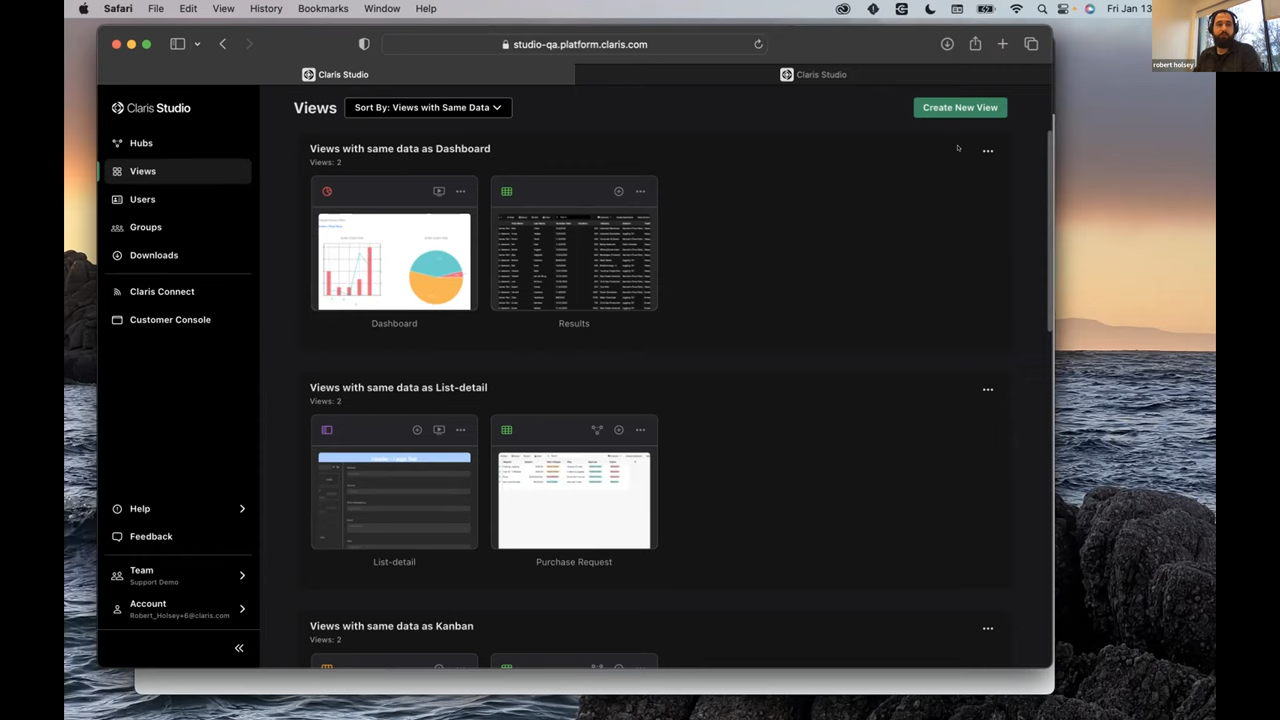 Safari File Edit View History Bookmarks Window Help Fri Jan 13
robert holsey
studio-qa.platform.claris.com
Claris Studio
Claris Studio
Claris Studio
Hubs
Views
Users
Groups
Downloads
Claris Connect
Customer Console
Help
Feedback
Team
Support Demo
Account
Robert_Holsey+6@claris.com
Views
Sort By: Views with Same Data
Create New View
Views with same data as Dashboard
Views: 2
Dashboard
Results
Views with same data as List-detail
Views: 2
List-detail
Purchase Request
Views with same data as Kanban
Views: 2